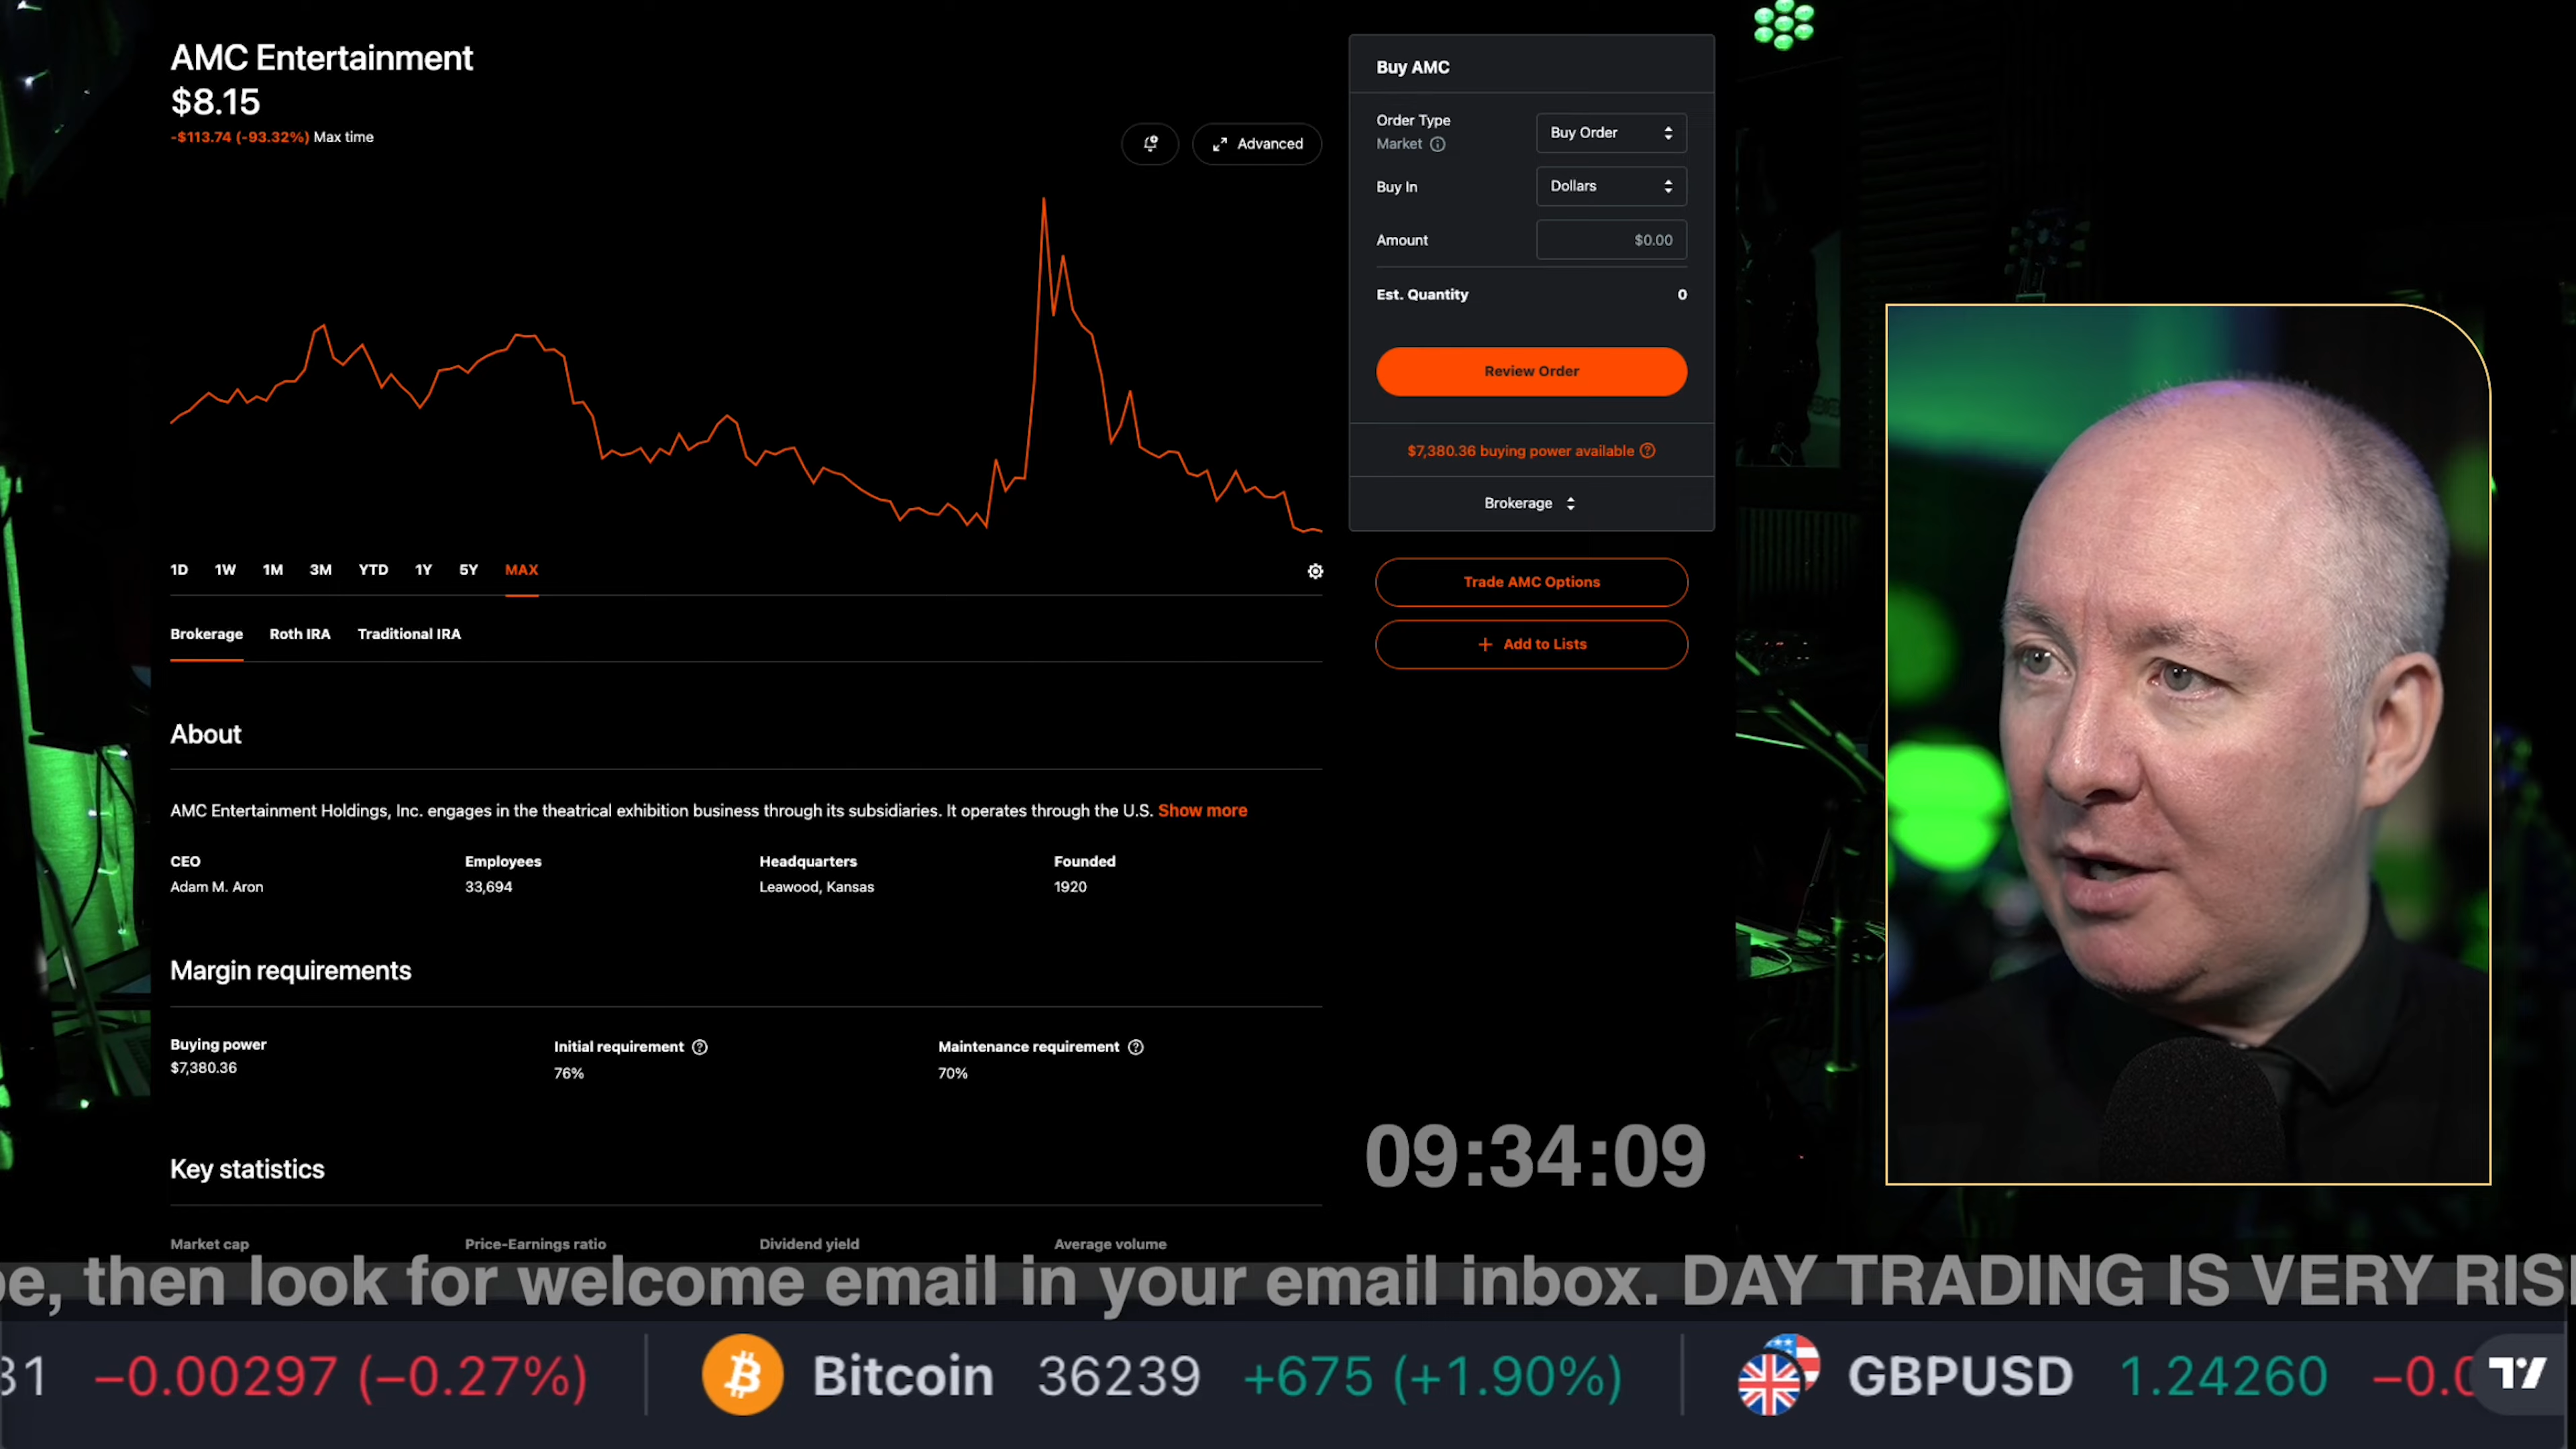 AMC Entertainment
$8.15
-$113.74 (-93.32%) Max time
Advanced
1D 1W 1M 3M YTD 1Y 5Y MAX
Brokerage Roth IRA Traditional IRA
About
AMC Entertainment Holdings, Inc. engages in the theatrical exhibition business through its subsidiaries. It operates through the U.S. Show more
CEO Employees Headquarters Founded
Adam M. Aron 33,694 Leawood, Kansas 1920
Margin requirements
Buying power Initial requirement Maintenance requirement
$7,380.36 76% 70%
Key statistics
Market cap Price-Earnings ratio Dividend yield Average volume
Buy AMC
Order Type Buy Order
Market
Buy In Dollars
Amount $0.00
Est. Quantity 0
Review Order
$7,380.36 buying power available
Brokerage
Trade AMC Options
+ Add to Lists
09:34:09
then look for welcome email in your email inbox. DAY TRADING IS VERY
−0.00297 (−0.27%) Bitcoin 36239 +675 (+1.90%) GBPUSD 1.24260